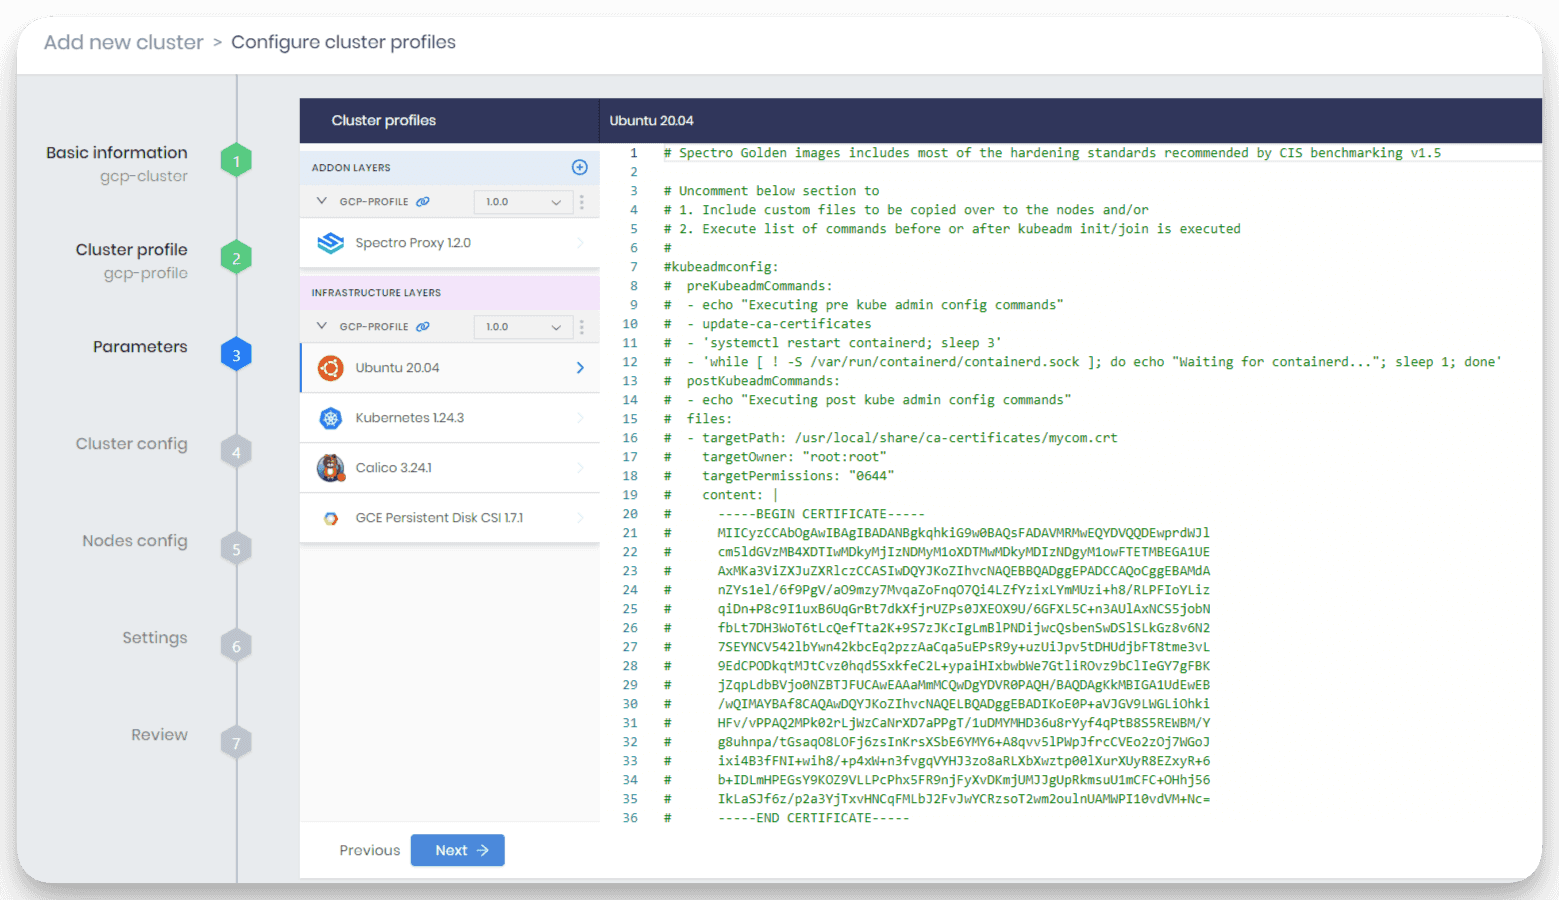 Add new cluster > Configure cluster profiles
Basic information
gcp-cluster
1
Cluster profile
gcp-profile
2
Parameters
3
Cluster config
4
Nodes config
5
Settings
6
Review
7
Cluster profiles
ADDON LAYERS
GCP-PROFILE 1.0.0
Spectro Proxy 1.2.0
INFRASTRUCTURE LAYERS
GCP-PROFILE 1.0.0
Ubuntu 20.04
Kubernetes 1.24.3
Calico 3.24.1
GCE Persistent Disk CSI 1.7.1
Previous Next →
Ubuntu 20.04
1 # Spectro Golden images includes most of the hardening standards recommended by CIS benchmarking v1.5
2
3 # Uncomment below section to
4 # 1. Include custom files to be copied over to the nodes and/or
5 # 2. Execute list of commands before or after kubeadm init/join is executed
6 #
7 #kubeadmconfig:
8 #  preKubeadmCommands:
9 #  - echo "Executing pre kube admin config commands"
10 #  - update-ca-certificates
11 #  - 'systemctl restart containerd; sleep 3'
12 #  - 'while [ ! -S /var/run/containerd/containerd.sock ]; do echo "Waiting for containerd..."; sleep 1; done'
13 #  postKubeadmCommands:
14 #  - echo "Executing post kube admin config commands"
15 #  files:
16 #  - targetPath: /usr/local/share/ca-certificates/mycom.crt
17 #    targetOwner: "root:root"
18 #    targetPermissions: "0644"
19 #    content: |
20 #      -----BEGIN CERTIFICATE-----
21 #      MIICyzCCAbOgAwIBAgIBADANBgkqhkiG9w0BAQsFADAVMRMwEQYDVQQDEwprdWJl
22 #      cm5ldGVzMB4XDTIwMDkyMjIzNDMyM1oXDTMwMDkyMDIzNDgyM1owFTETMBEGA1UE
23 #      AxMKa3ViZXJuZXRlczCCASIwDQYJKoZIhvcNAQEBBQADggEPADCCAQoCggEBAMdA
24 #      nZYs1el/6f9PgV/aO9mzy7MvqaZoFnqO7Qi4LZfYzixLYmMUzi+h8/RLPFIoYLiz
25 #      qiDn+P8c9I1uxB6UqGrBt7dkXfjrUZPs0JXEOX9U/6GFXL5C+n3AUlAxNCS5jobN
26 #      fbLt7DH3WoT6tLcQefTta2K+9S7zJKcIgLmBlPNDijwcQsbenSwDSlSLkGz8v6N2
27 #      7SEYNCV542lbYwn42kbcEq2pzzAaCqa5uEPsR9y+uzUiJpv5tDHUdjbFT8tme3vL
28 #      9EdCPODkqtMJtCvz0hqd5SxkfeC2L+ypaiHIxbwbWe7GtliROvz9bClIeGY7gFBK
29 #      jZqpLdbBVjo0NZBTJFUCAwEAAaMmMCQwDgYDVR0PAQH/BAQDAgKkMBIGA1UdEwEB
30 #      /wQIMAYBAf8CAQAwDQYJKoZIhvcNAQELBQADggEBADIKoE0P+aVJGV9LWGLiOhki
31 #      HFv/vPPAQ2MPk02rLjWzCaNrXD7aPPgT/1uDMYMHD36u8rYyf4qPtB8S5REWBM/Y
32 #      g8uhnpa/tGsaqO8LOFj6zsInKrsXSbE6YMY6+A8qvv5lPWpJfrcCVEo2zOj7WGoJ
33 #      ixi4B3fFNI+wih8/+p4xW+n3fvgqVYHJ3zo8aRLXbXwztp00lXurXUyR8EZxyR+6
34 #      b+IDLmHPEGsY9KOZ9VLLPcPhx5FR9njFyXvDKmjUMJJgUpRkmsuU1mCFC+OHhj56
35 #      IkLaSJf6z/p2a3YjTxvHNCqFMLbJ2FvJwYCRzsoT2wm2oulnUAMWPI10vdVM+Nc=
36 #      -----END CERTIFICATE-----